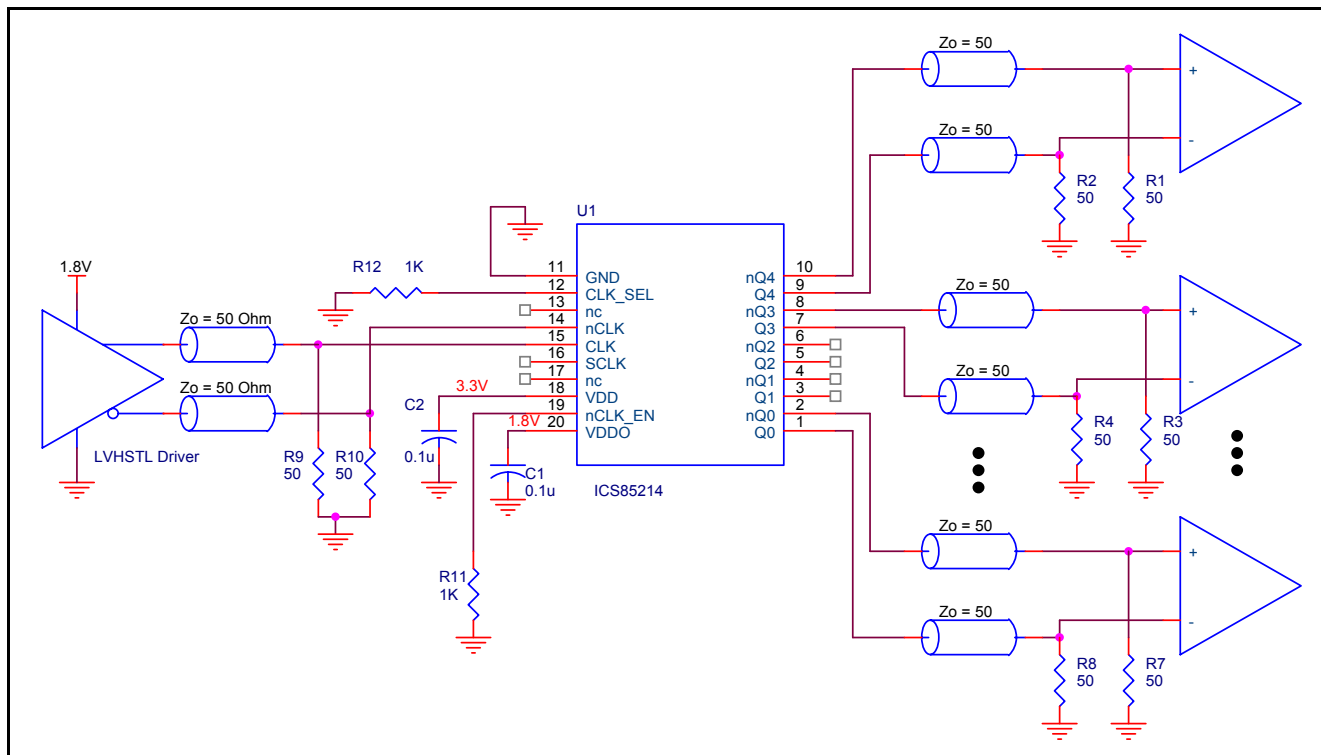 Zo = 50
+
Zo = 50
-
R2
50
R1
50
U1
1.8V
R12 1K
11 GND
12 CLK_SEL
13 nc
14 nCLK
15 CLK
16 SCLK
17 nc
18 VDD
19 nCLK_EN
20 VDDO
10 nQ4
9 Q4
8 nQ3
7 Q3
6 nQ2
5 Q2
4 nQ1
3 Q1
2 nQ0
1 Q0
ICS85214
Zo = 50 Ohm
Zo = 50 Ohm
LVHSTL Driver
R9
50
R10
50
3.3V
C2
0.1u
1.8V
C1
0.1u
R11
1K
Zo = 50
+
Zo = 50
-
R4
50
R3
50
Zo = 50
+
Zo = 50
-
R8
50
R7
50